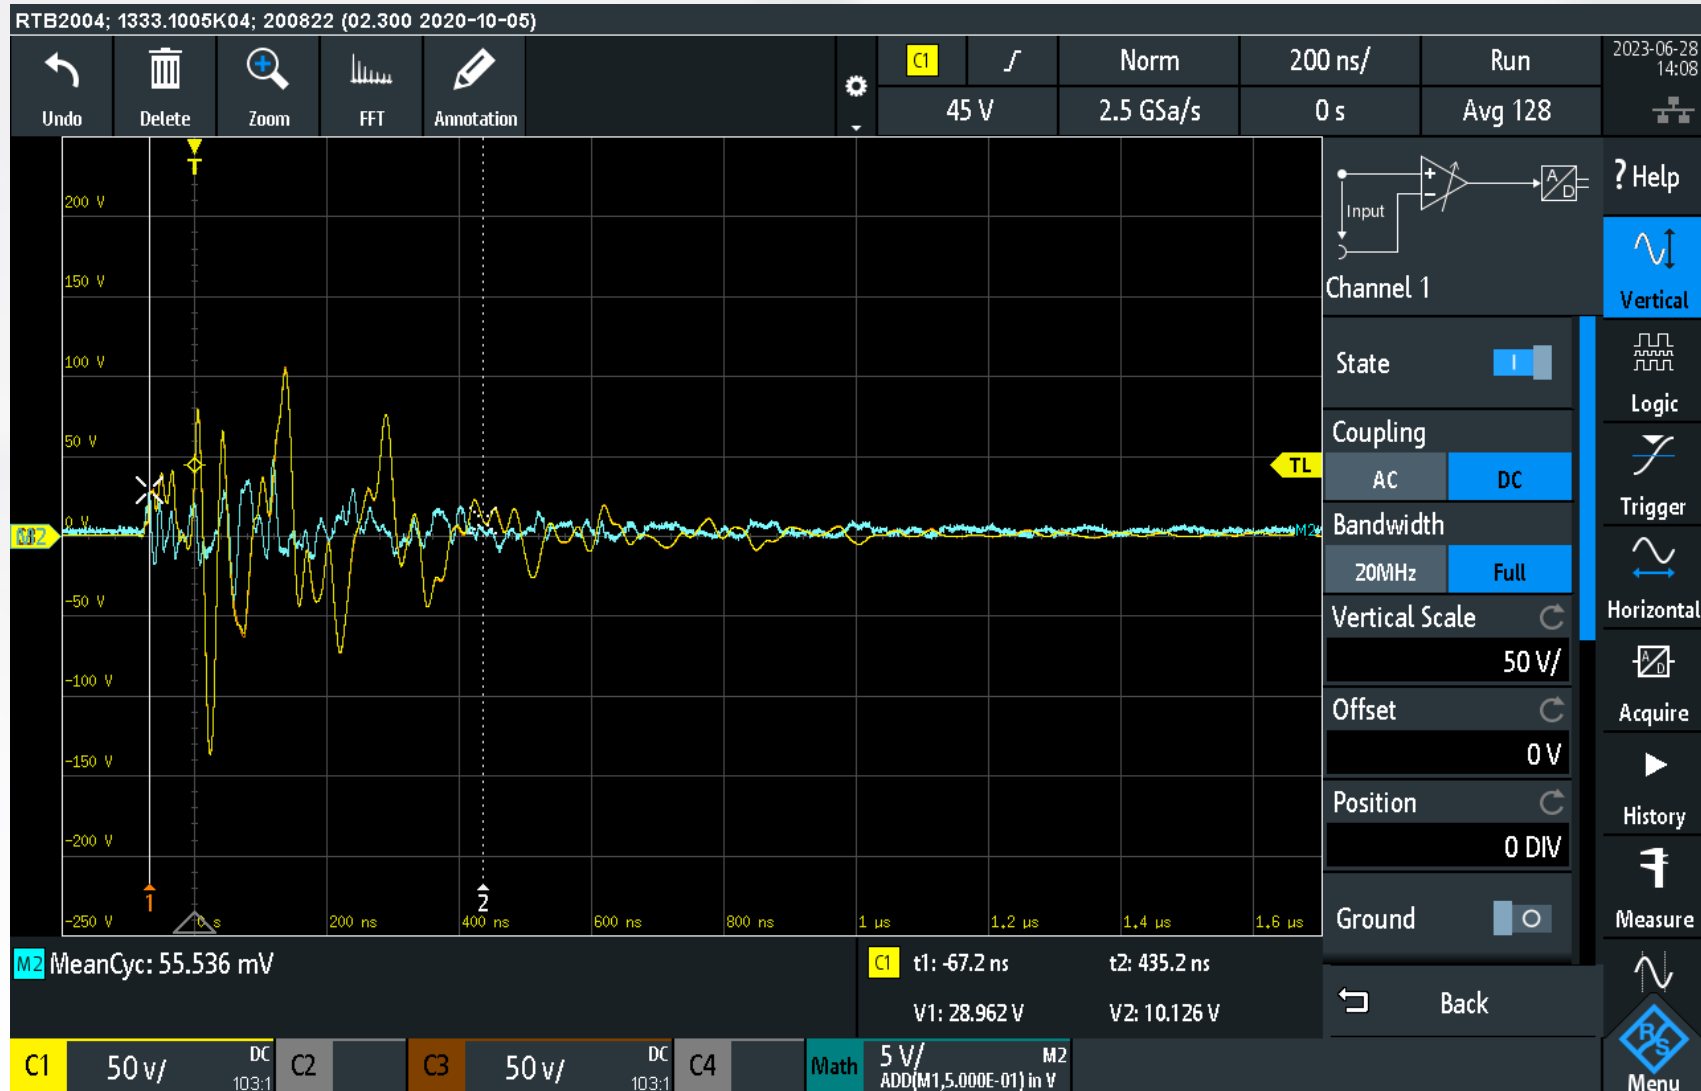 RTB2004; 1333.1005K04; 200822 (02.300 2020-10-05)
Undo
Delete
Zoom
FFT
Annotation
C1
Norm
200 ns/
Run
45 V
2.5 GSa/s
0 s
Avg 128
2023-06-28
14:08
T
200 V
150 V
100 V
50 V
0 V
-50 V
-100 V
-150 V
-200 V
-250 V
TL
M2
M2
1
2
0 s
200 ns
400 ns
600 ns
800 ns
1 µs
1.2 µs
1.4 µs
1.6 µs
+
-
A
D
Input
Channel 1
State
I
Coupling
AC
DC
Bandwidth
20MHz
Full
Vertical Scale
50 V/
Offset
0 V
Position
0 DIV
Ground
Back
? Help
Vertical
Logic
Trigger
Horizontal
A
D
Acquire
History
Measure
R
S
Menu
M2 MeanCyc: 55.536 mV
C1 t1: -67.2 ns t2: 435.2 ns
V1: 28.962 V V2: 10.126 V
C1 50 V/ DC
103:1
C2
C3 50 V/ DC
103:1
C4
Math 5 V/ M2
ADD(M1,5.000E-01) in V